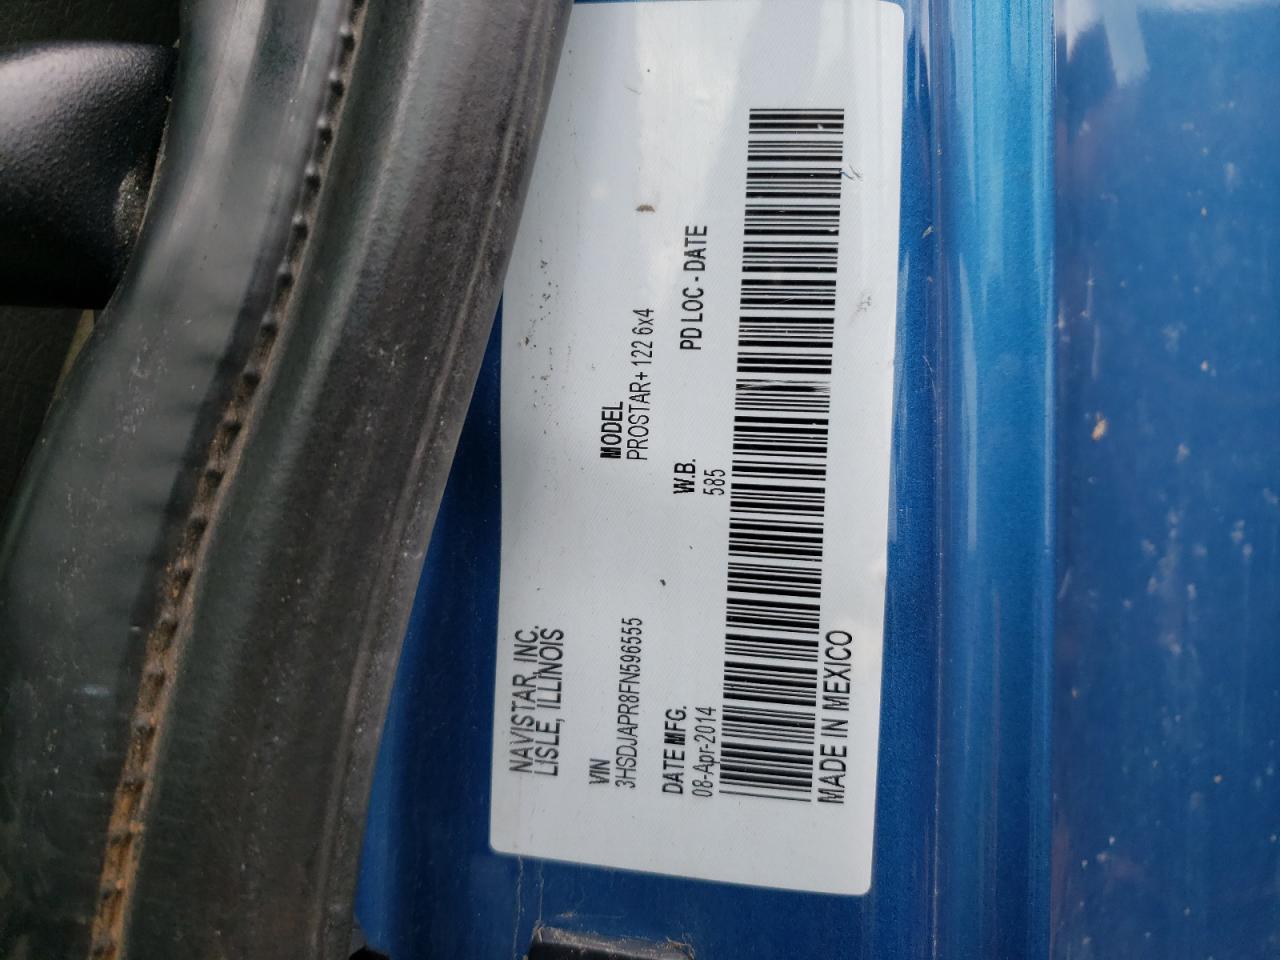 NAVISTAR, INC.
LISLE, ILLINOIS
VIN
3HSDJAPR8FN596555
MODEL
PROSTAR+ 122 6x4
DATE MFG.
08-Apr-2014
W.B.
585
PD LOC - DATE
MADE IN MEXICO